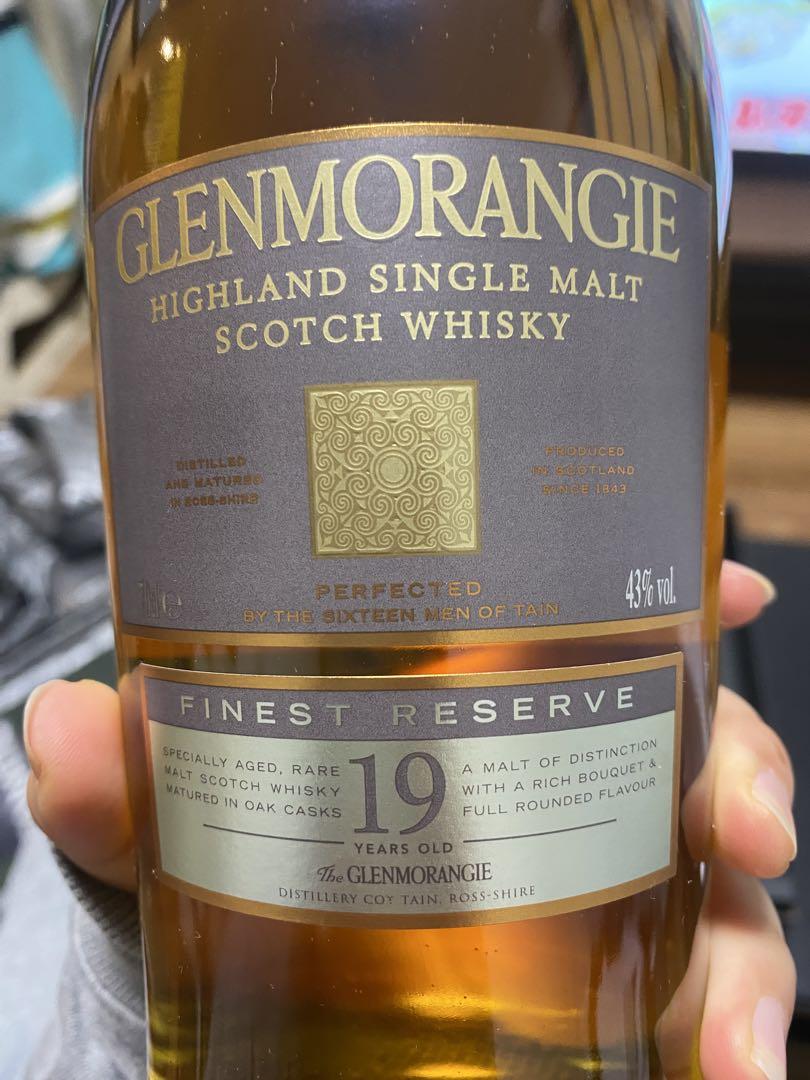 GLENMORANGIE
HIGHLAND SINGLE MALT
SCOTCH WHISKY
DISTILLED
AND MATURED
IN ROSS-SHIRE
PRODUCED
IN SCOTLAND
SINCE 1843
PERFECTED
BY THE SIXTEEN MEN OF TAIN
43% vol.
FINEST RESERVE
SPECIALLY AGED, RARE
MALT SCOTCH WHISKY
MATURED IN OAK CASKS
19
YEARS OLD
A MALT OF DISTINCTION
WITH A RICH BOUQUET &
FULL ROUNDED FLAVOUR
The GLENMORANGIE
DISTILLERY COY TAIN, ROSS-SHIRE